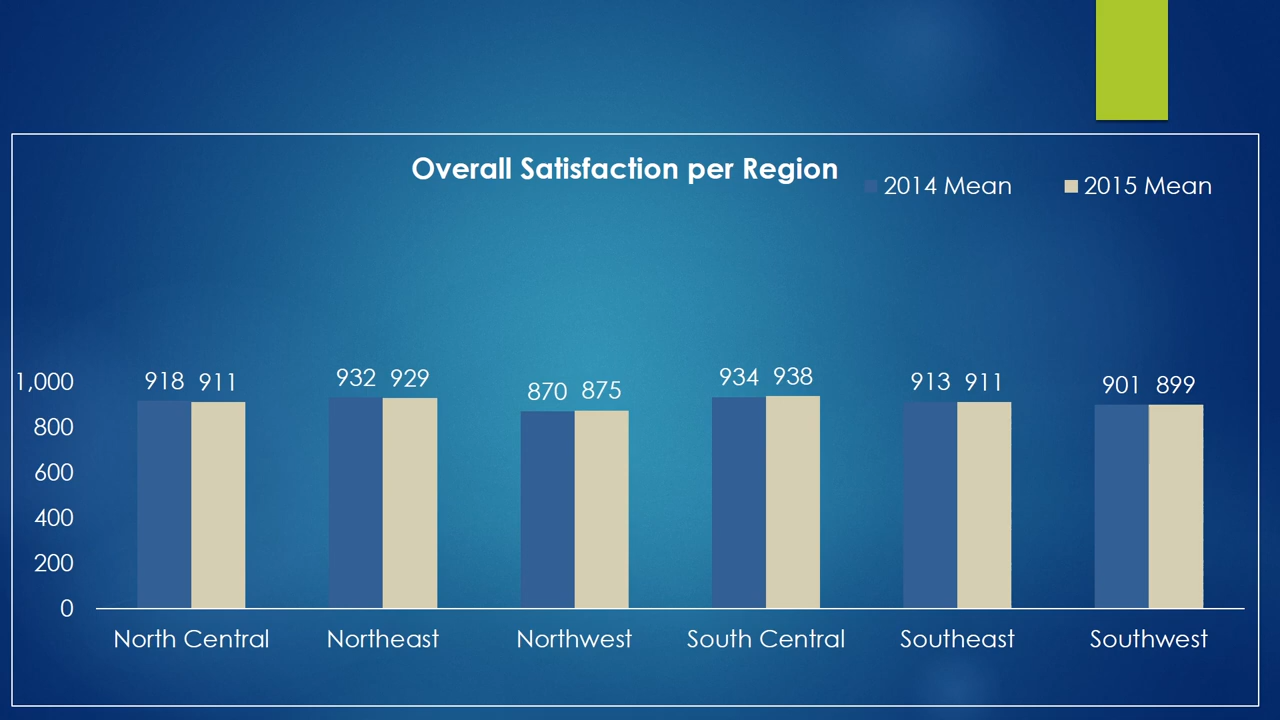 Overall Satisfaction per Region
2014 Mean 2015 Mean
1,000
800
600
400
200
0
918 911 932 929 870 875 934 938 913 911 901 899
North Central Northeast Northwest South Central Southeast Southwest